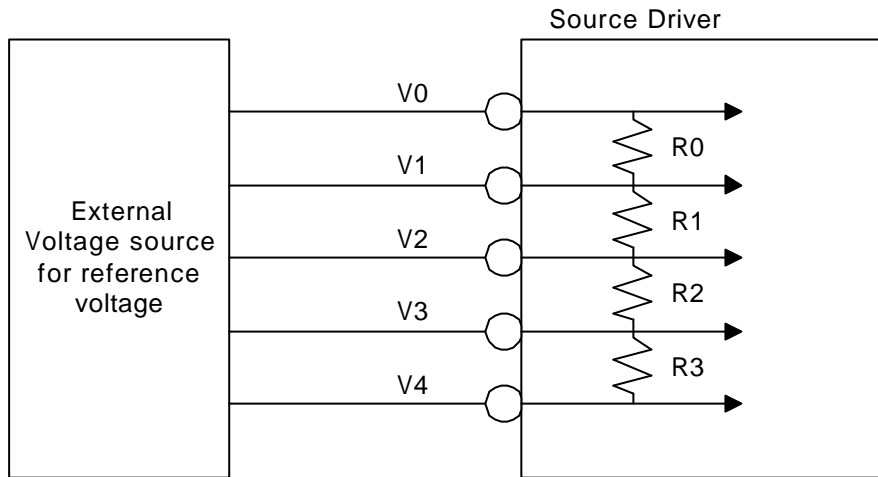 Source Driver
V0
R0
V1
External
Voltage source
for reference
voltage
R1
V2
R2
V3
R3
V4